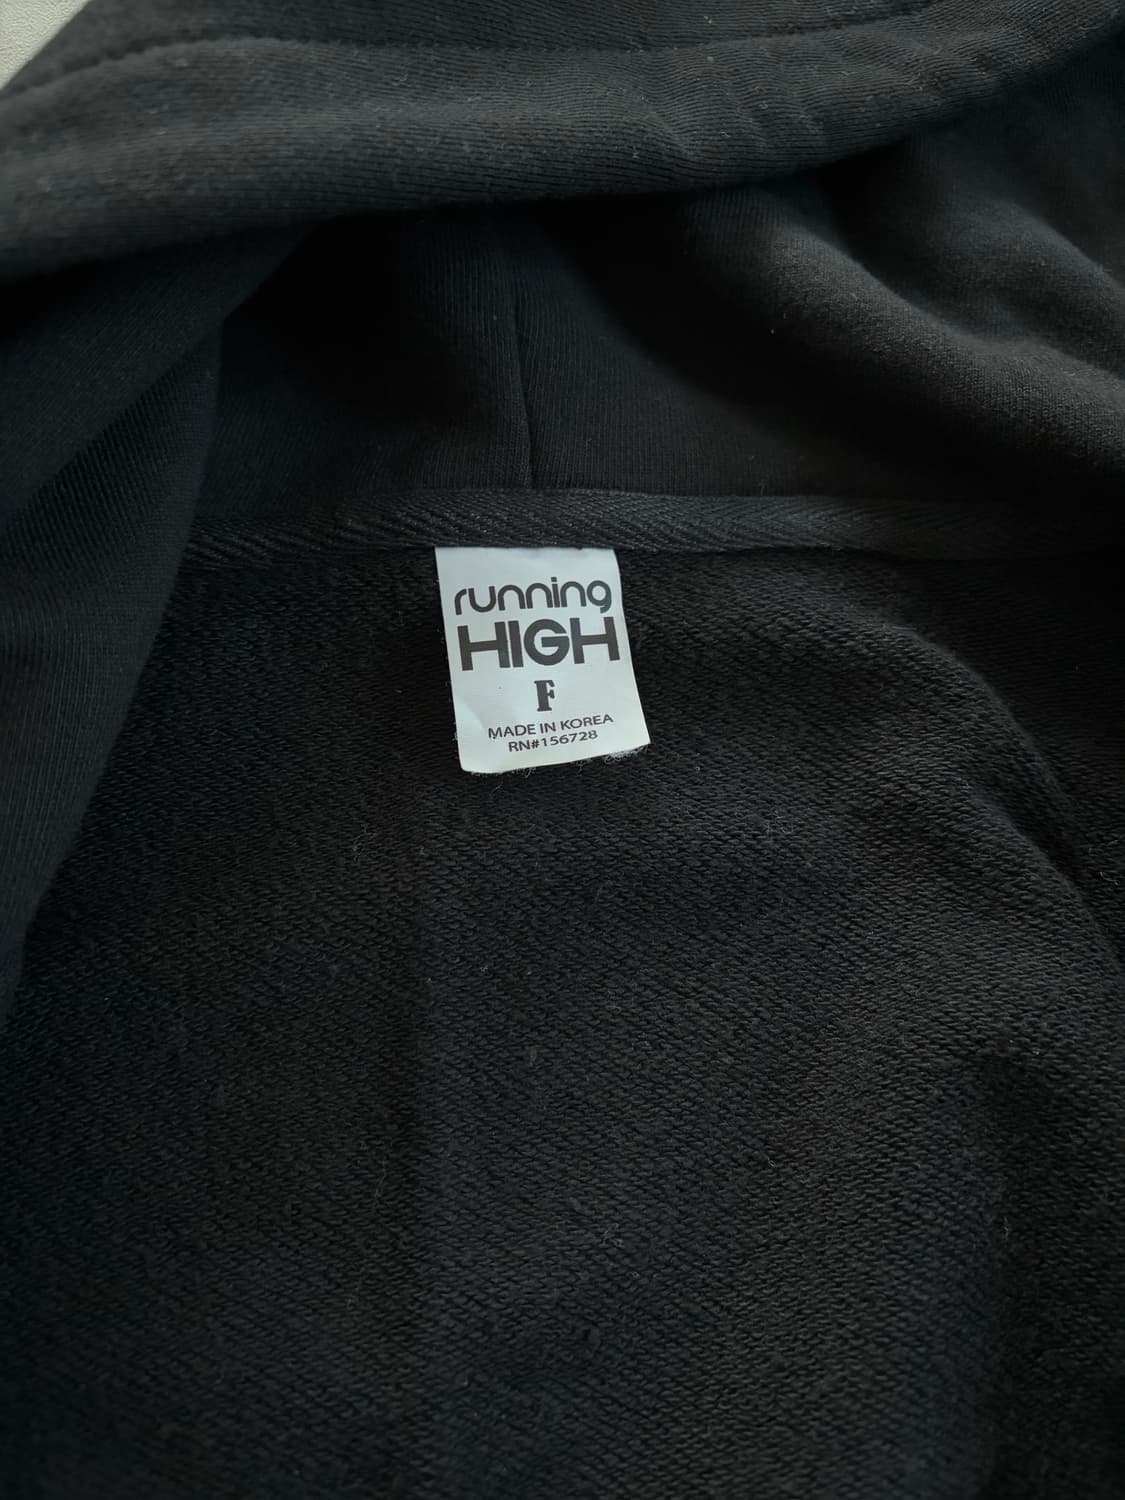 running
HIGH
F
MADE IN KOREA
RN#156728